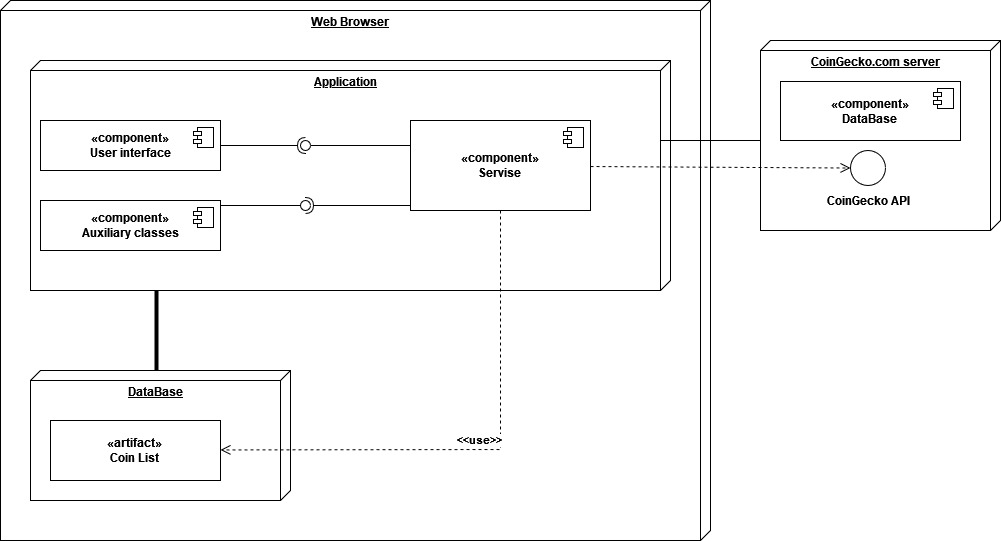 Web Browser
Application
«component»
User interface
«component»
Auxiliary classes
«component»
Servise
CoinGecko.com server
«component»
DataBase
CoinGecko API
DataBase
«artifact»
Coin List
<<use>>